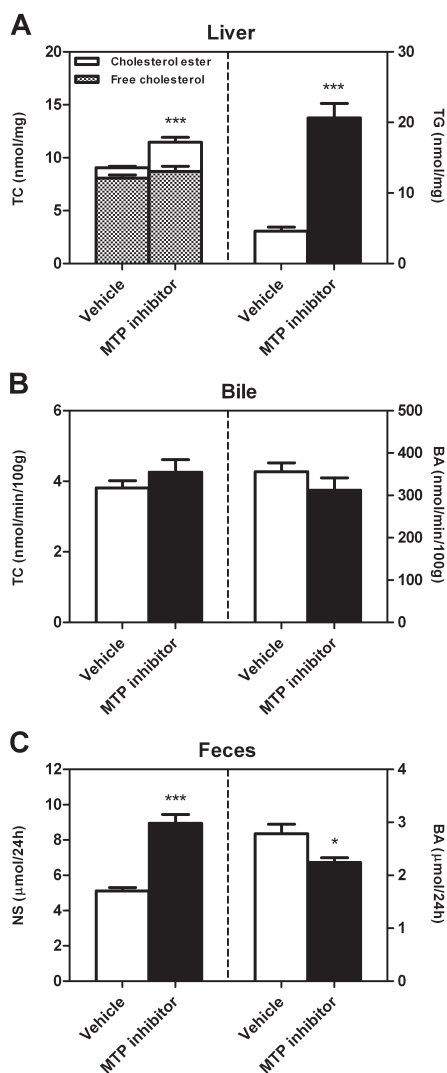 A
Liver
Cholesterol ester
Free cholesterol
***
***
TC (nmol/mg)
20
15
10
5
0
30
20
10
0
TG (nmol/mg)
Vehicle
MTP inhibitor
Vehicle
MTP inhibitor
B
Bile
TC (nmol/min/100g)
6
4
2
0
500
400
300
200
100
0
BA (nmol/min/100g)
Vehicle
MTP inhibitor
Vehicle
MTP inhibitor
C
Feces
***
*
NS (µmol/24h)
12
10
8
6
4
2
0
4
3
2
1
0
BA (µmol/24h)
Vehicle
MTP inhibitor
Vehicle
MTP inhibitor